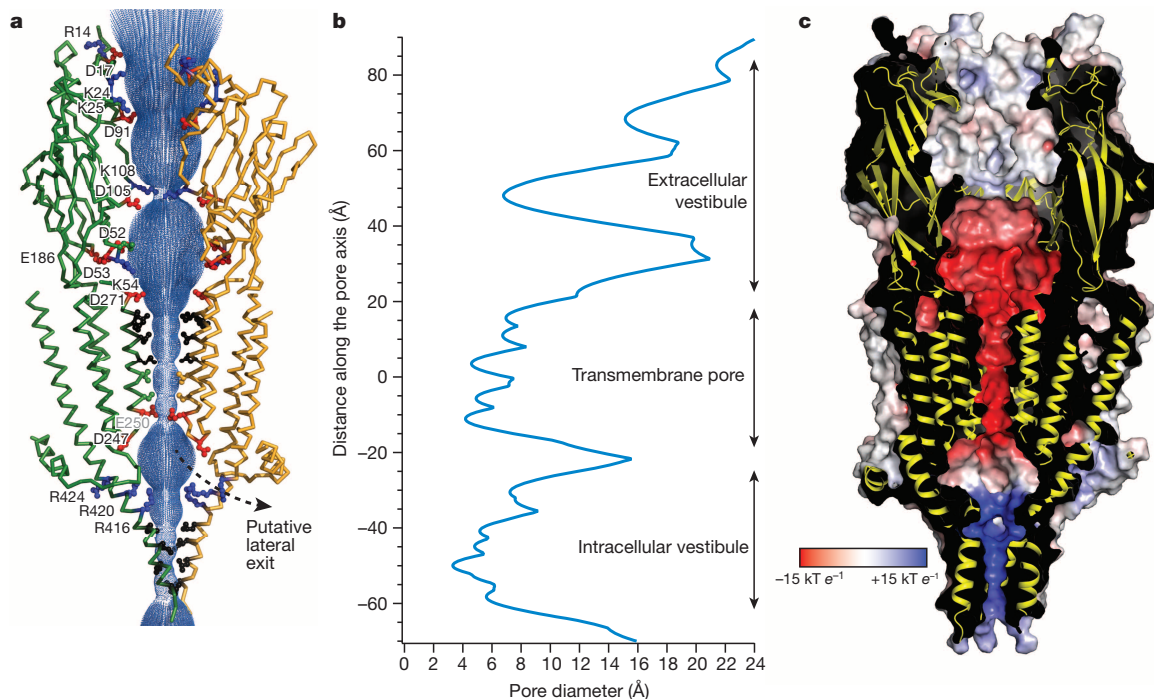 a
R14
D17
K24
K25
D91
K108
D105
D52
E186
D53
K54
D271
E250
D247
R424
R420
R416
Putative
lateral
exit
b
Distance along the pore axis (Å)
80
60
40
20
0
−20
−40
−60
0 2 4 6 8 10 12 14 16 18 20 22 24
Pore diameter (Å)
Extracellular
vestibule
Transmembrane pore
Intracellular vestibule
c
−15 kT e⁻¹ +15 kT e⁻¹